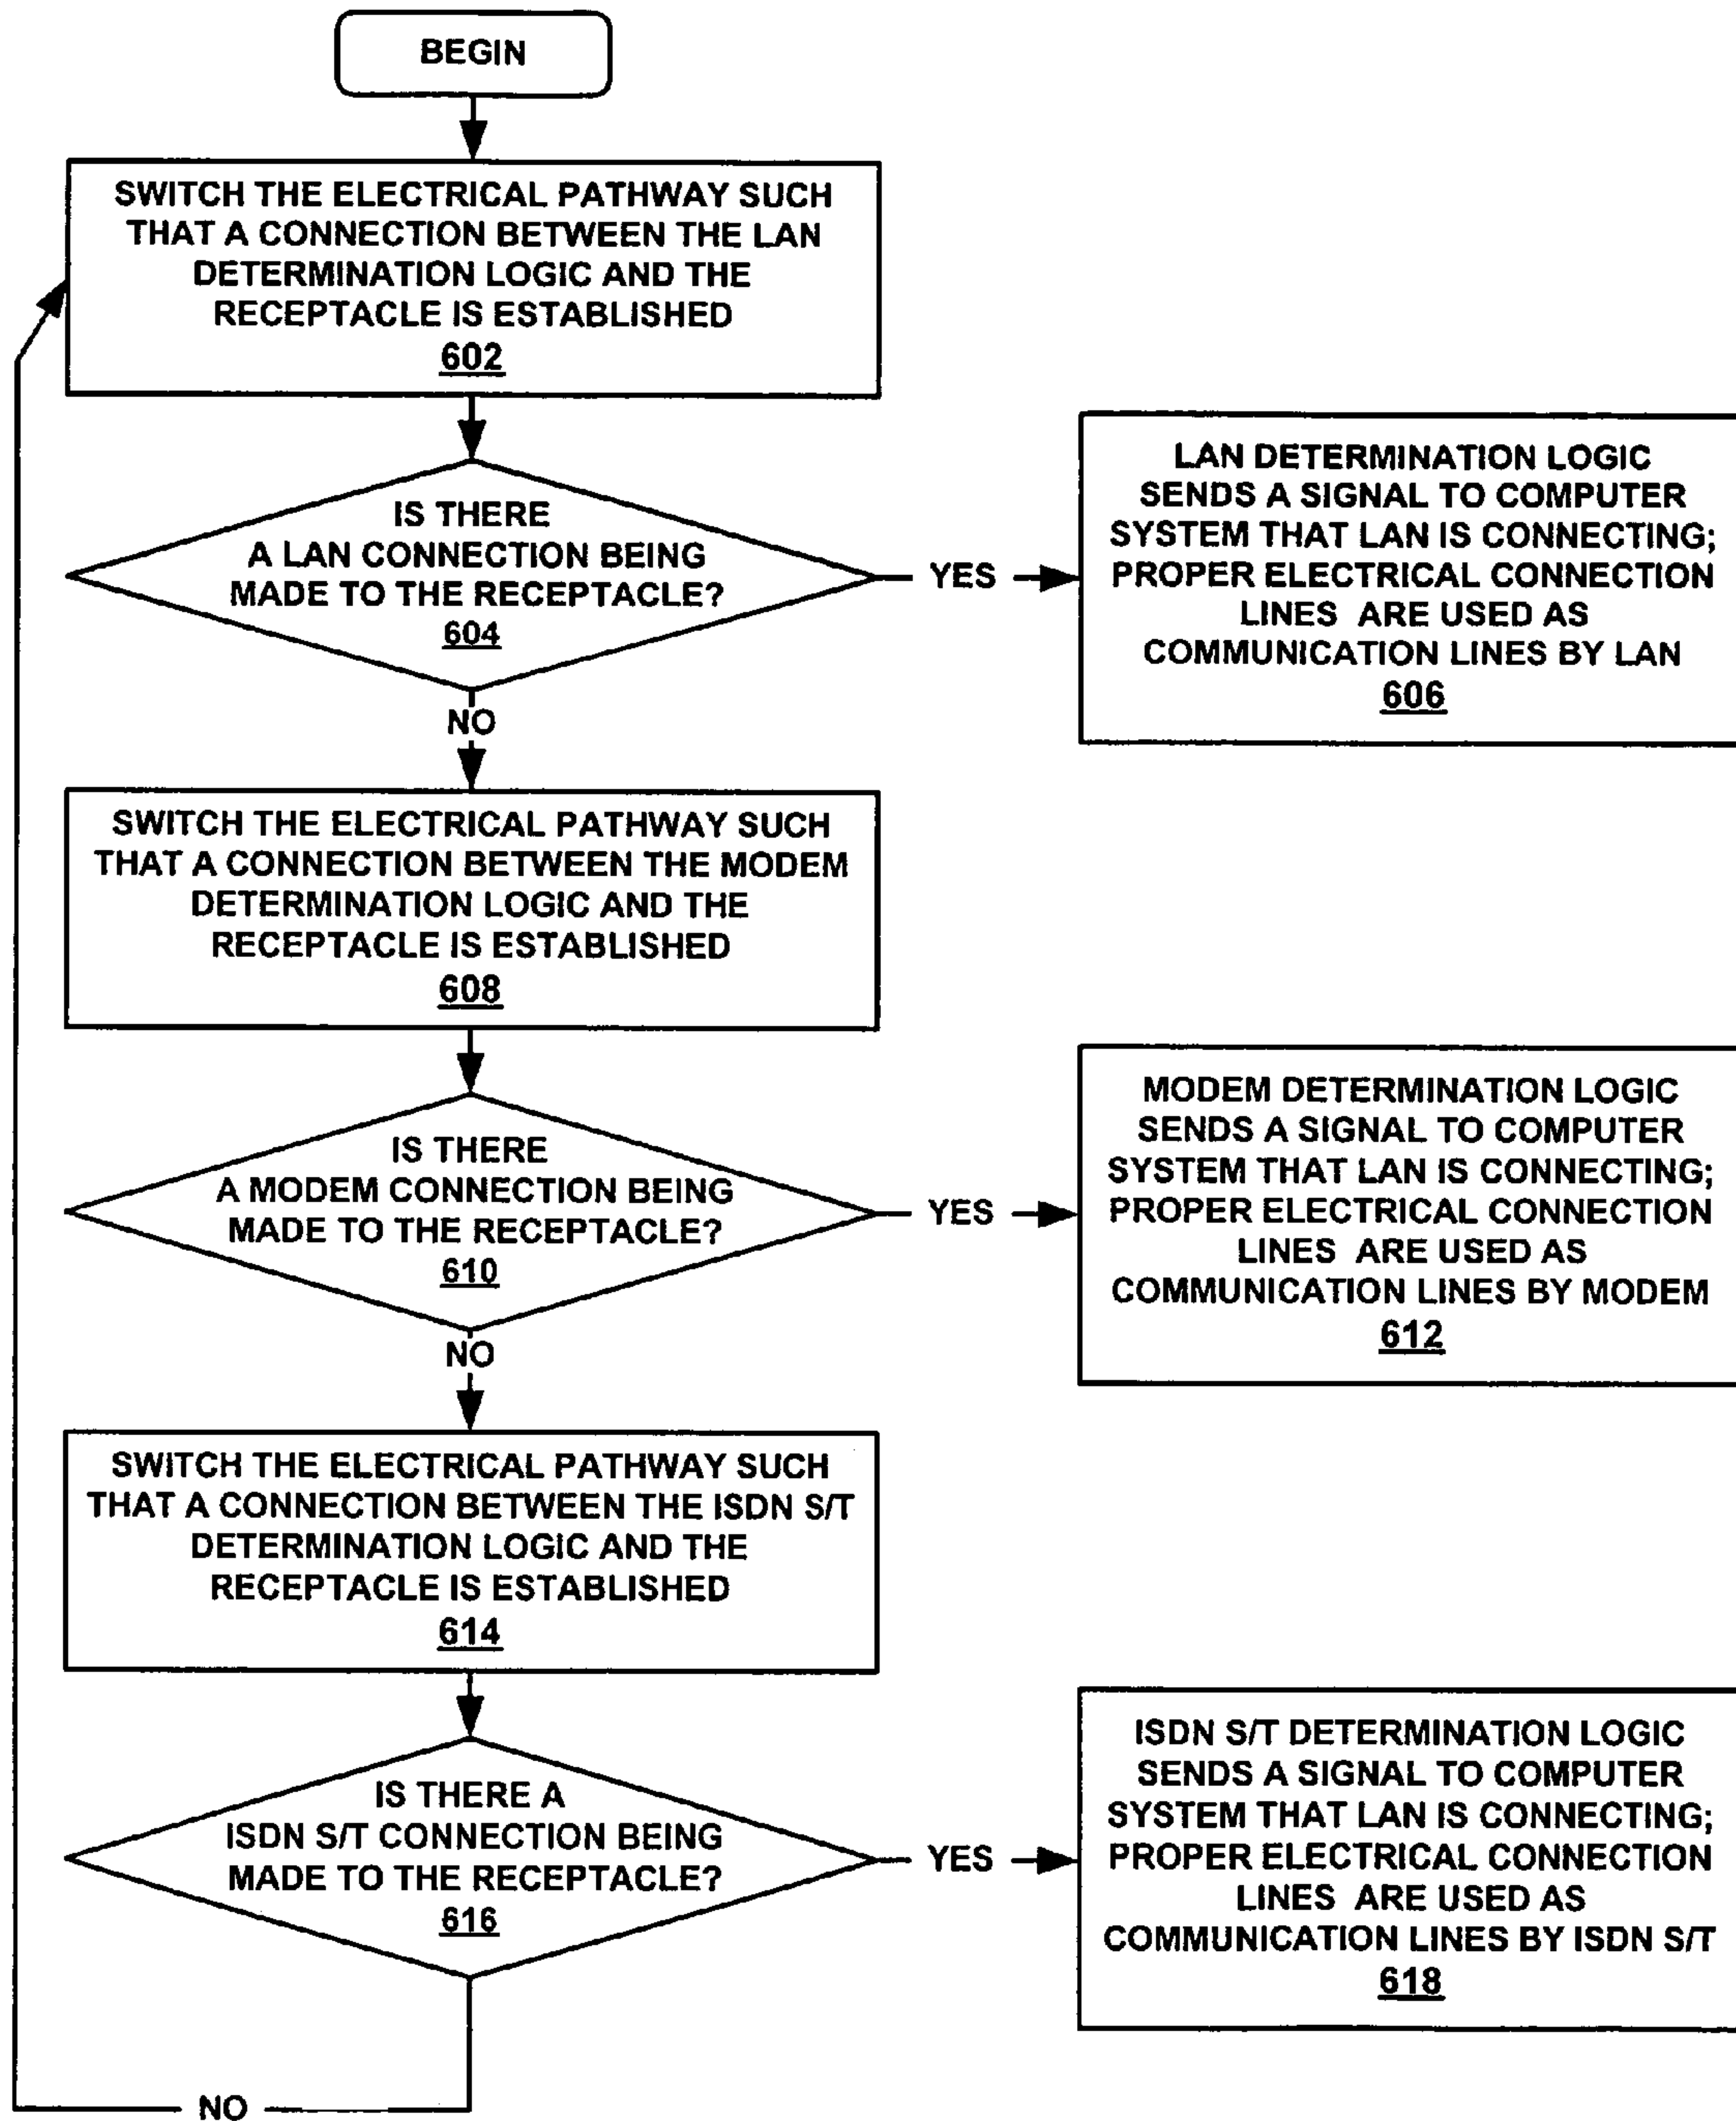 BEGIN
SWITCH THE ELECTRICAL PATHWAY SUCH
THAT A CONNECTION BETWEEN THE LAN
DETERMINATION LOGIC AND THE
RECEPTACLE IS ESTABLISHED
602
IS THERE
A LAN CONNECTION BEING
MADE TO THE RECEPTACLE?
604
YES
LAN DETERMINATION LOGIC
SENDS A SIGNAL TO COMPUTER
SYSTEM THAT LAN IS CONNECTING;
PROPER ELECTRICAL CONNECTION
LINES ARE USED AS
COMMUNICATION LINES BY LAN
606
NO
SWITCH THE ELECTRICAL PATHWAY SUCH
THAT A CONNECTION BETWEEN THE MODEM
DETERMINATION LOGIC AND THE
RECEPTACLE IS ESTABLISHED
608
IS THERE
A MODEM CONNECTION BEING
MADE TO THE RECEPTACLE?
610
YES
MODEM DETERMINATION LOGIC
SENDS A SIGNAL TO COMPUTER
SYSTEM THAT LAN IS CONNECTING;
PROPER ELECTRICAL CONNECTION
LINES ARE USED AS
COMMUNICATION LINES BY MODEM
612
NO
SWITCH THE ELECTRICAL PATHWAY SUCH
THAT A CONNECTION BETWEEN THE ISDN S/T
DETERMINATION LOGIC AND THE
RECEPTACLE IS ESTABLISHED
614
IS THERE A
ISDN S/T CONNECTION BEING
MADE TO THE RECEPTACLE?
616
YES
ISDN S/T DETERMINATION LOGIC
SENDS A SIGNAL TO COMPUTER
SYSTEM THAT LAN IS CONNECTING;
PROPER ELECTRICAL CONNECTION
LINES ARE USED AS
COMMUNICATION LINES BY ISDN S/T
618
NO